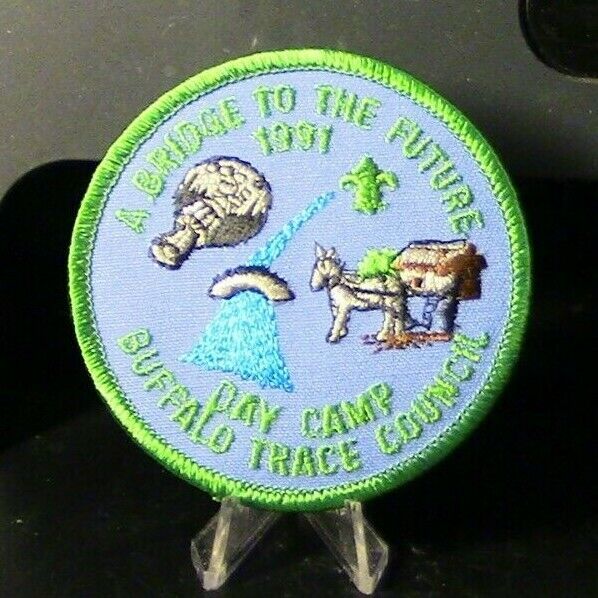 A BRIDGE TO THE FUTURE
1991
DAY CAMP
BUFFALO TRACE COUNCIL